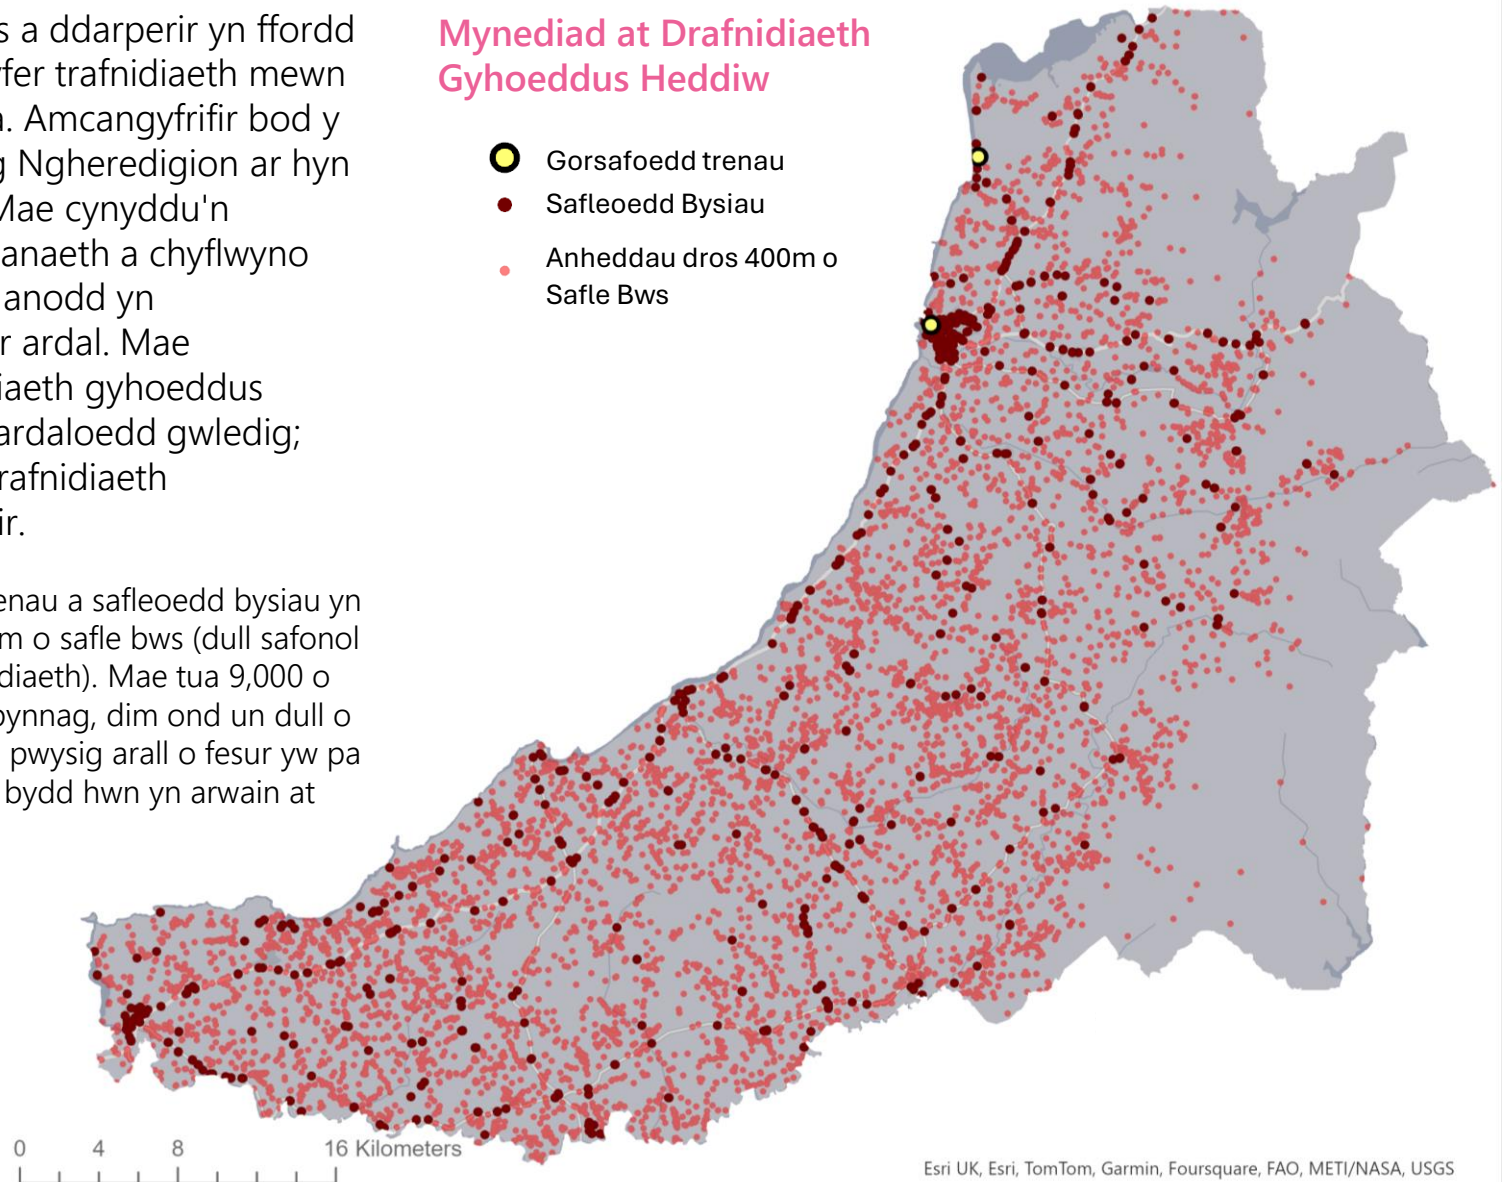 s a ddarperir yn ffordd
fer trafnidiaeth mewn
a. Amcangyfrifir bod y
g Ngheredigion ar hyn
Mae cynyddu'n
anaeth a chyflwyno
anodd yn
r ardal. Mae
iaeth gyhoeddus
ardaloedd gwledig;
rafnidiaeth
ir.
enau a safleoedd bysiau yn
m o safle bws (dull safonol
diaeth). Mae tua 9,000 o
bynnag, dim ond un dull o
pwysig arall o fesur yw pa
bydd hwn yn arwain at
Mynediad at Drafnidiaeth
Gyhoeddus Heddiw
Gorsafoedd trenau
Safleoedd Bysiau
Anheddau dros 400m o
Safle Bws
0 4 8 16 Kilometers
Esri UK, Esri, TomTom, Garmin, Foursquare, FAO, METI/NASA, USGS